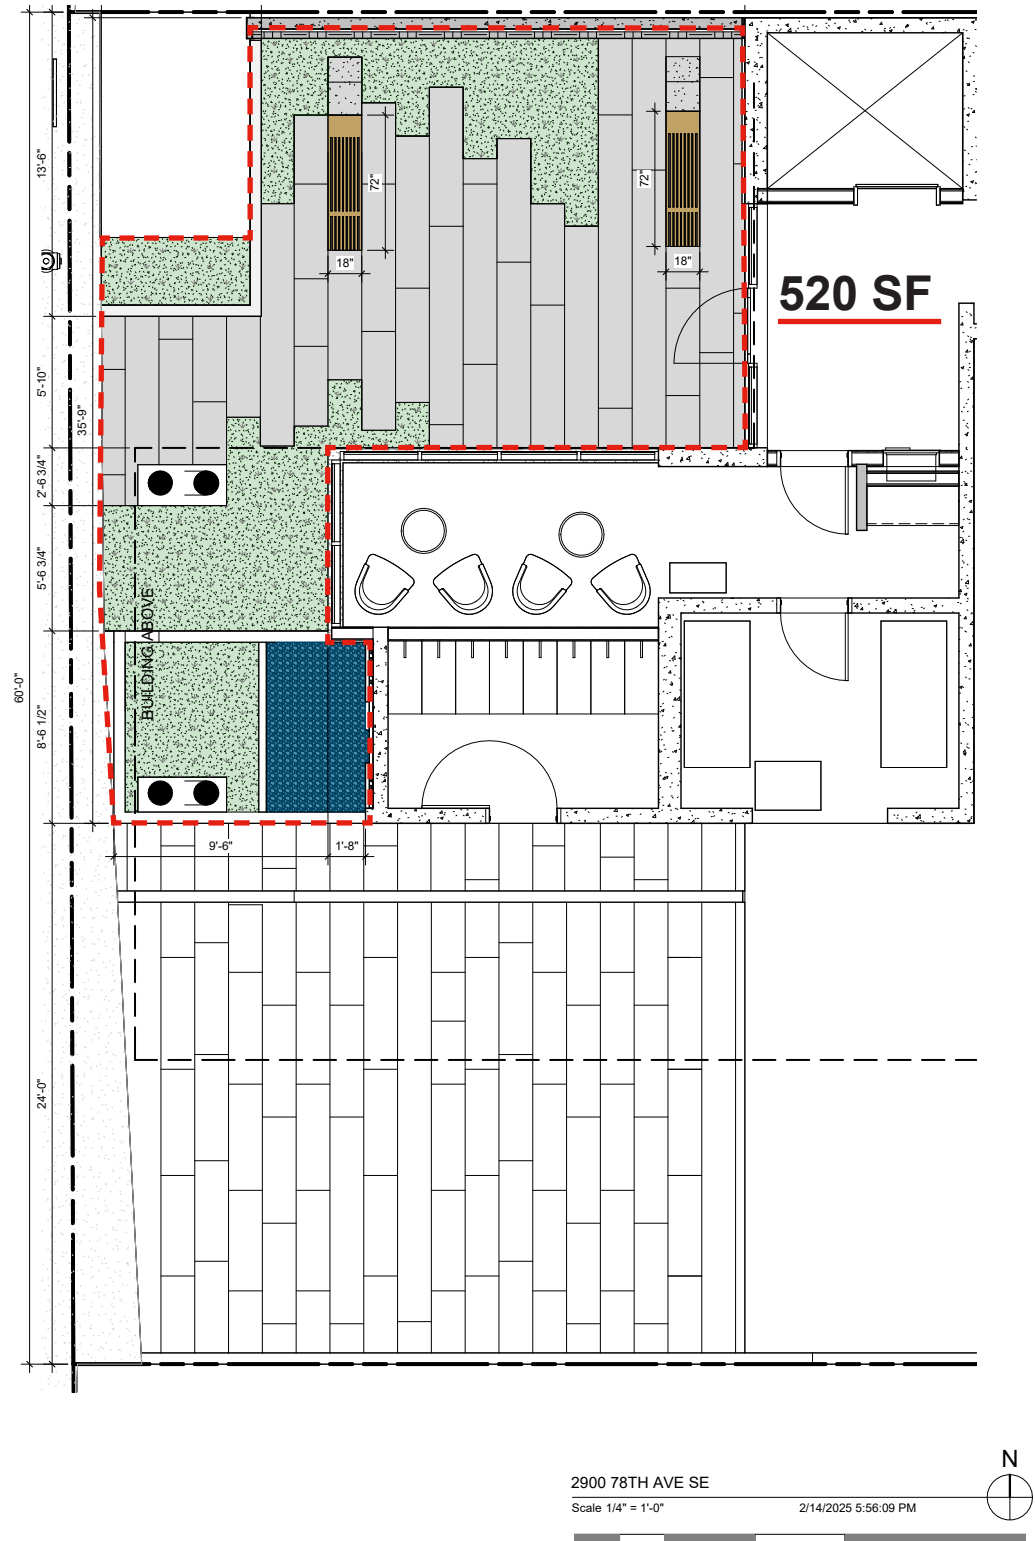 13'-6"
72"
72"
18"
18"
520 SF
5'-10"
35'-9"
2'-6 3/4"
5'-6 3/4"
BUILDING ABOVE
60'-0"
8'-6 1/2"
9'-6"
1'-8"
24'-0"
N
2900 78TH AVE SE
Scale 1/4" = 1'-0"
2/14/2025 5:56:09 PM